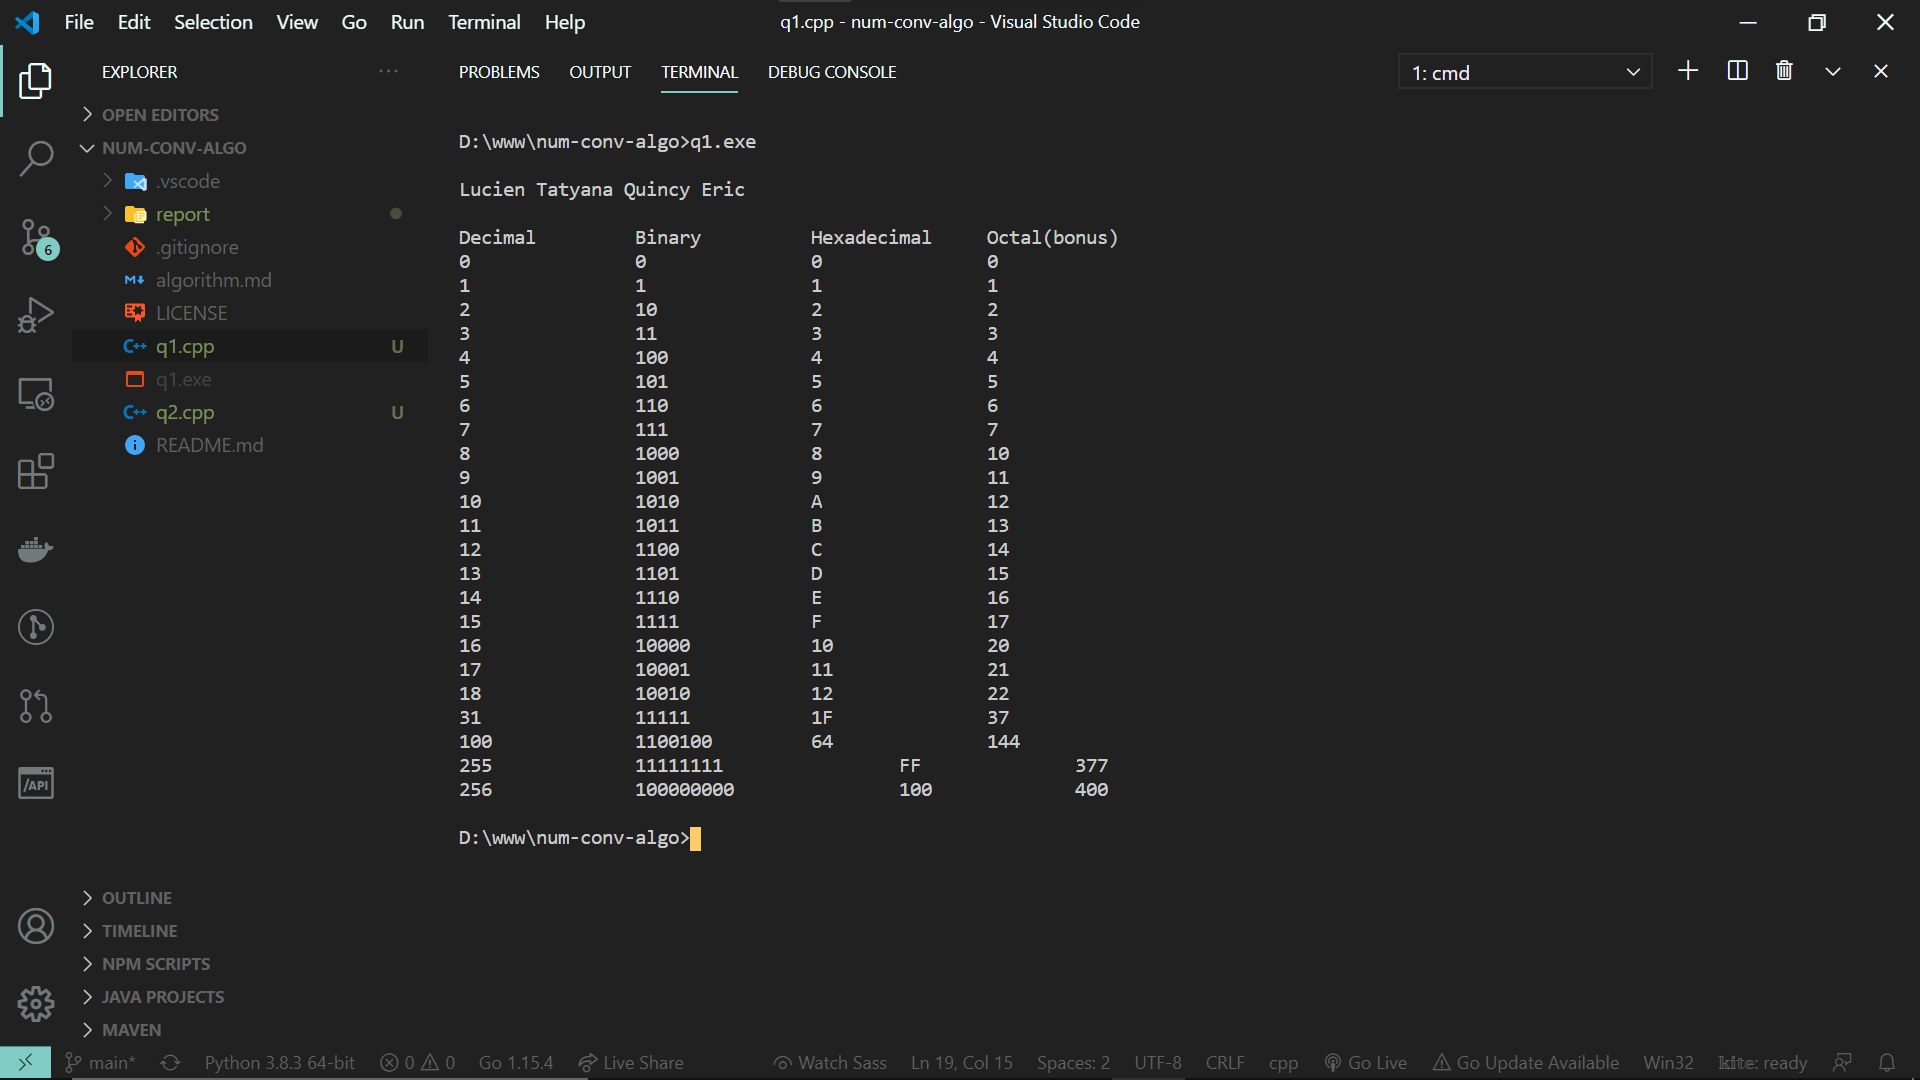 File Edit Selection View Go Run Terminal Help q1.cpp - num-conv-algo - Visual Studio Code
EXPLORER ··· PROBLEMS OUTPUT TERMINAL DEBUG CONSOLE 1: cmd
OPEN EDITORS
NUM-CONV-ALGO
.vscode
report
.gitignore
algorithm.md
LICENSE
q1.cpp U
q1.exe
q2.cpp U
README.md
6
/API
D:\www\num-conv-algo>q1.exe
Lucien Tatyana Quincy Eric
Decimal Binary Hexadecimal Octal(bonus)
0 0 0 0
1 1 1 1
2 10 2 2
3 11 3 3
4 100 4 4
5 101 5 5
6 110 6 6
7 111 7 7
8 1000 8 10
9 1001 9 11
10 1010 A 12
11 1011 B 13
12 1100 C 14
13 1101 D 15
14 1110 E 16
15 1111 F 17
16 10000 10 20
17 10001 11 21
18 10010 12 22
31 11111 1F 37
100 1100100 64 144
255 11111111 FF 377
256 100000000 100 400
D:\www\num-conv-algo>
OUTLINE
TIMELINE
NPM SCRIPTS
JAVA PROJECTS
MAVEN
main* Python 3.8.3 64-bit 0 0 Go 1.15.4 Live Share Watch Sass Ln 19, Col 15 Spaces: 2 UTF-8 CRLF cpp Go Live Go Update Available Win32 kite: ready